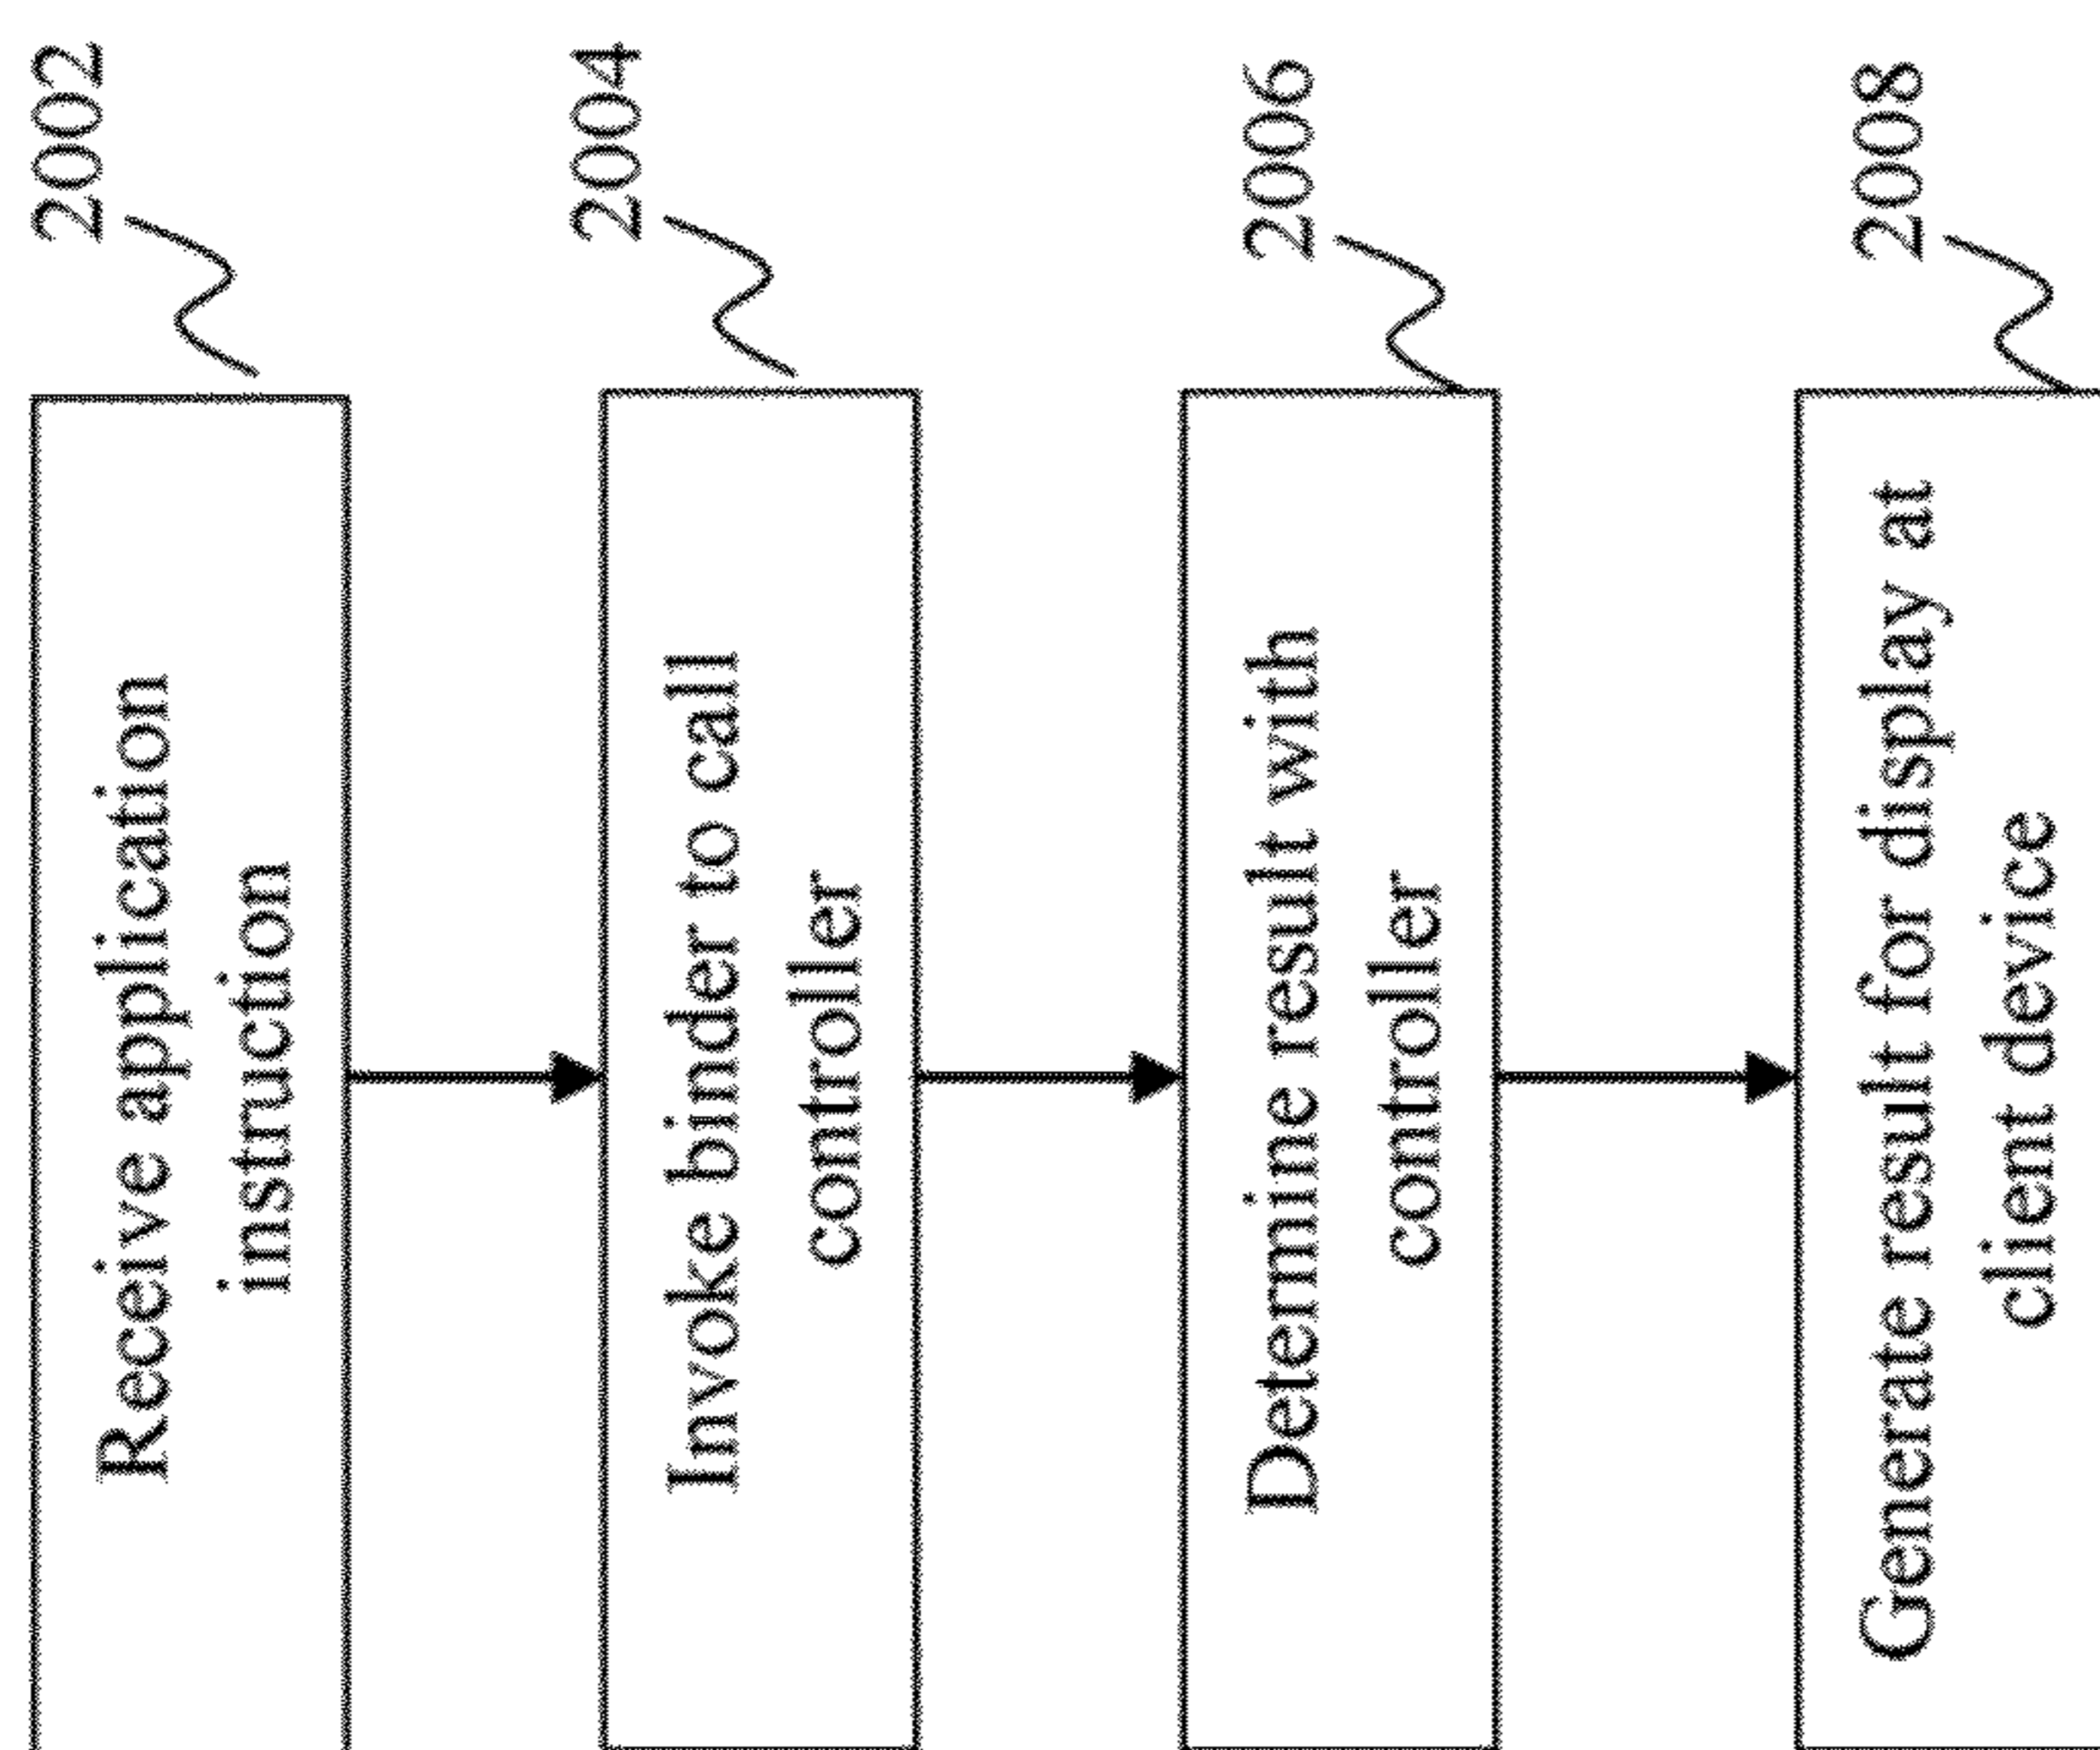 Receive application
instruction
2002
Invoke binder to call
controller
2004
Determine result with
controller
2006
Generate result for display at
client device
2008